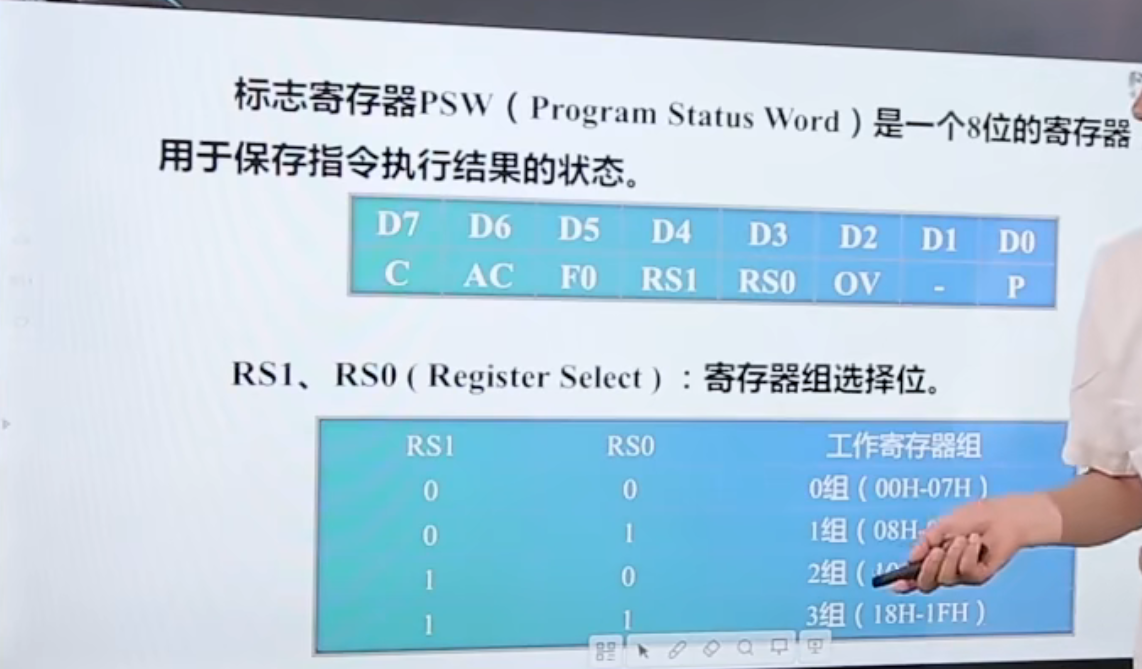 标志寄存器PSW（Program Status Word）是一个8位的寄存器
用于保存指令执行结果的状态。
D7 D6 D5 D4 D3 D2 D1 D0
C AC F0 RS1 RS0 OV - P
RS1、RS0 ( Register Select ) ：寄存器组选择位。
RS1 RS0 工作寄存器组
0 0 0组（00H-07H）
0 1 1组（08H-
1 0 2组（
1 1 3组（18H-1FH）